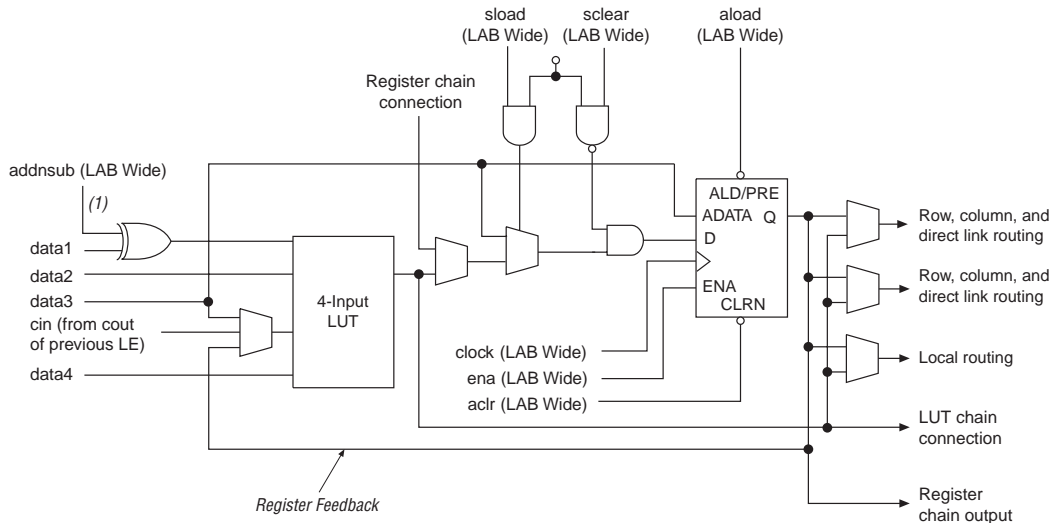 sload
(LAB Wide)
sclear
(LAB Wide)
aload
(LAB Wide)
Register chain
connection
addnsub (LAB Wide)
(1)
data1
data2
data3
cin (from cout
of previous LE)
data4
4-Input
LUT
ALD/PRE
ADATA Q
D
ENA
CLRN
clock (LAB Wide)
ena (LAB Wide)
aclr (LAB Wide)
Row, column, and
direct link routing
Row, column, and
direct link routing
Local routing
LUT chain
connection
Register
chain output
Register Feedback